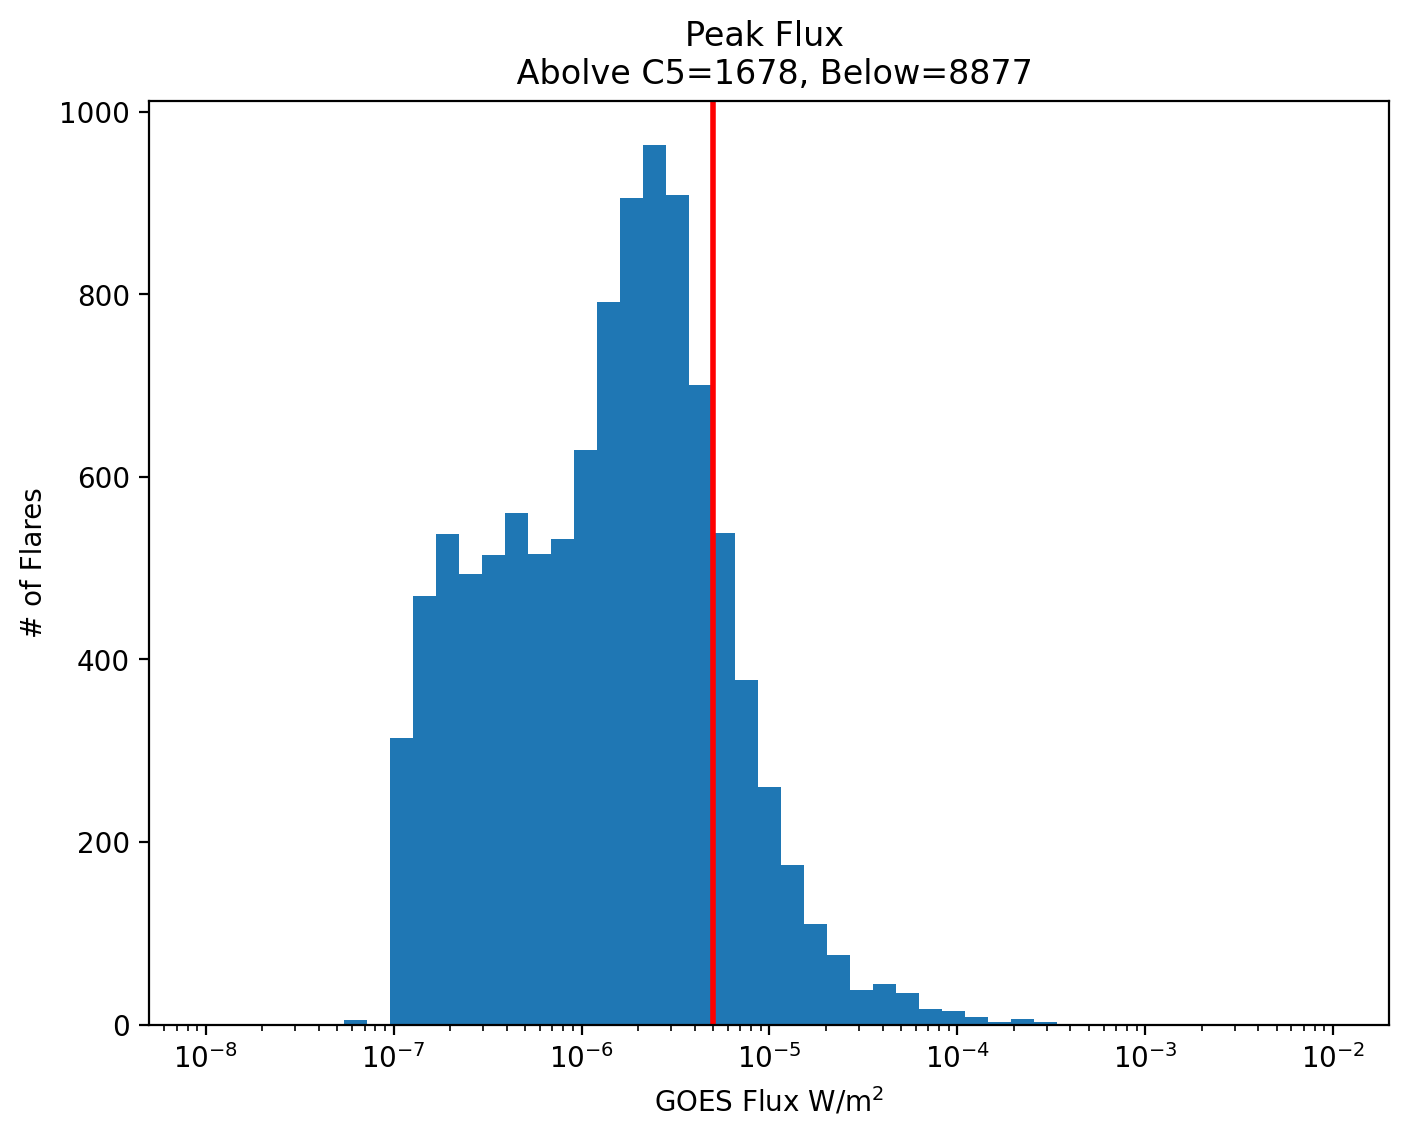 Peak Flux
Abolve C5=1678, Below=8877
1000
800
600
400
200
0
# of Flares
10⁻⁸ 10⁻⁷ 10⁻⁶ 10⁻⁵ 10⁻⁴ 10⁻³ 10⁻²
GOES Flux W/m²